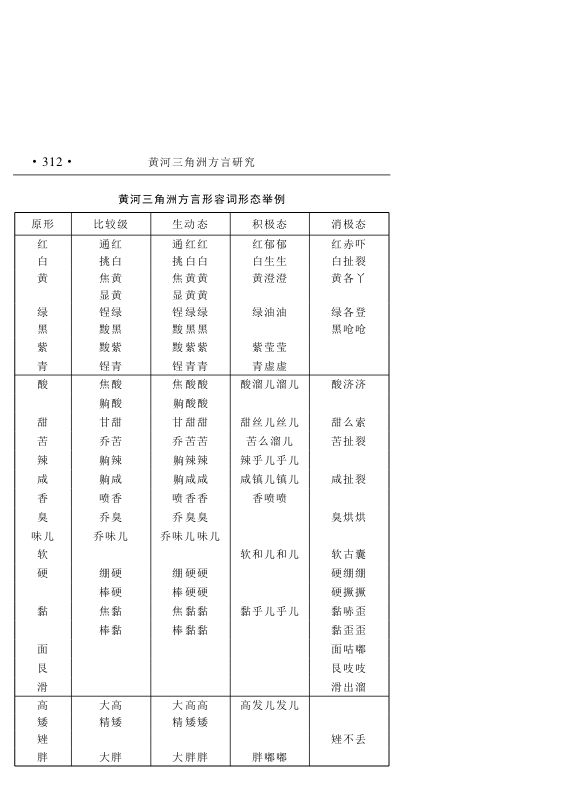 • 312 •
黄河三角洲方言研究
黄河三角洲方言形容词形态举例
原形 比较级 生动态 积极态 消极态
红 通红 通红红 红郁郁 红赤吓
白 挑白 挑白白 白生生 白扯裂
黄 焦黄 焦黄黄 黄澄澄 黄各丫
显黄 显黄黄
绿 锃绿 锃绿绿 绿油油 绿各登
黑 黢黑 黢黑黑 黑呛呛
紫 黢紫 黢紫紫 紫莹莹
青 锃青 锃青青 青虚虚
酸 焦酸 焦酸酸 酸溜儿溜儿 酸济济
齁酸 齁酸酸
甜 甘甜 甘甜甜 甜丝儿丝儿 甜么索
苦 乔苦 乔苦苦 苦么溜儿 苦扯裂
辣 齁辣 齁辣辣 辣乎儿乎儿
咸 齁咸 齁咸咸 咸镇儿镇儿 咸扯裂
香 喷香 喷香香 香喷喷
臭 乔臭 乔臭臭 臭烘烘
味儿 乔味儿 乔味儿味儿
软 软和儿和儿 软古囊
硬 绷硬 绷硬硬 硬绷绷
棒硬 棒硬硬 硬撅撅
黏 焦黏 焦黏黏 黏乎儿乎儿 黏哧歪
棒黏 棒黏黏 黏歪歪
面 面咕嘟
艮 艮吱吱
滑 滑出溜
高 大高 大高高 高发儿发儿
矮 精矮 精矮矮
矬 矬不丢
胖 大胖 大胖胖 胖嘟嘟